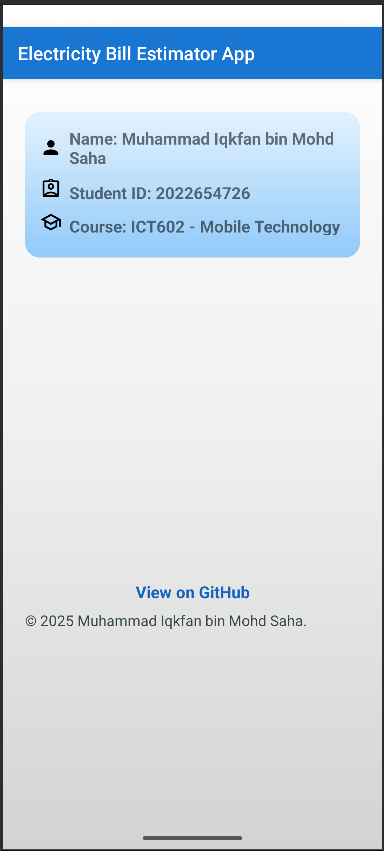 Electricity Bill Estimator App
Name: Muhammad Iqkfan bin Mohd
Saha
Student ID: 2022654726
Course: ICT602 - Mobile Technology
View on GitHub
© 2025 Muhammad Iqkfan bin Mohd Saha.